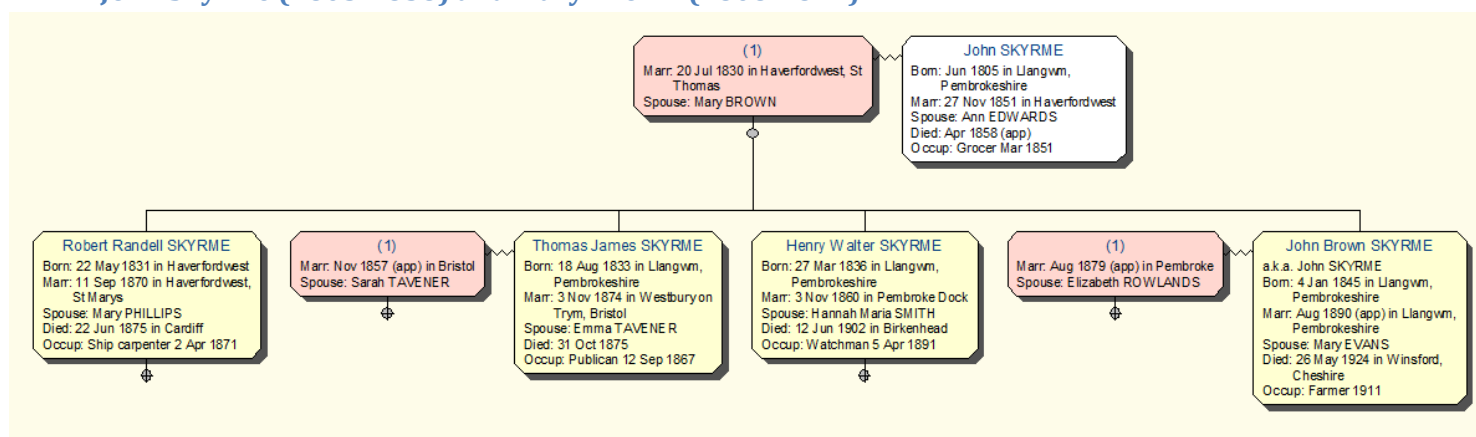 (1)
Marr: 20 Jul 1830 in Haverfordwest, St
Thomas
Spouse: Mary BROWN
John SKYRME
Born: Jun 1805 in Llangwm,
Pembrokeshire
Marr: 27 Nov 1851 in Haverfordwest
Spouse: Ann EDWARDS
Died: Apr 1858 (app)
Occup: Grocer Mar 1851
Robert Randell SKYRME
Born: 22 May 1831 in Haverfordwest
Marr: 11 Sep 1870 in Haverfordwest,
St Marys
Spouse: Mary PHILLIPS
Died: 22 Jun 1875 in Cardiff
Occup: Ship carpenter 2 Apr 1871
(1)
Marr: Nov 1857 (app) in Bristol
Spouse: Sarah TAVENER
Thomas James SKYRME
Born: 18 Aug 1833 in Llangwm,
Pembrokeshire
Marr: 3 Nov 1874 in Westbury on
Trym, Bristol
Spouse: Emma TAVENER
Died: 31 Oct 1875
Occup: Publican 12 Sep 1867
Henry Walter SKYRME
Born: 27 Mar 1836 in Llangwm,
Pembrokeshire
Marr: 3 Nov 1860 in Pembroke Dock
Spouse: Hannah Maria SMITH
Died: 12 Jun 1902 in Birkenhead
Occup: Watchman 5 Apr 1891
(1)
Marr: Aug 1879 (app) in Pembroke
Spouse: Elizabeth ROWLANDS
John Brown SKYRME
a.k.a. John SKYRME
Born: 4 Jan 1845 in Llangwm,
Pembrokeshire
Marr: Aug 1890 (app) in Llangwm,
Pembrokeshire
Spouse: Mary EVANS
Died: 26 May 1924 in Winsford,
Cheshire
Occup: Farmer 1911